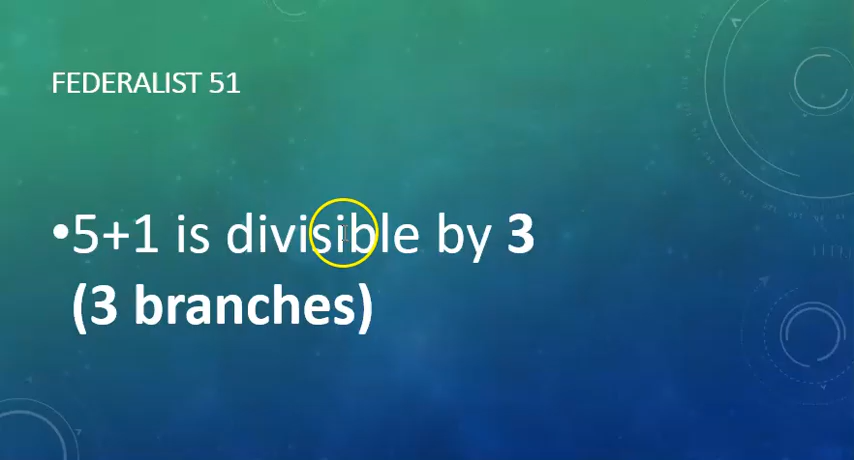 FEDERALIST 51
•5+1 is divisible by 3
(3 branches)